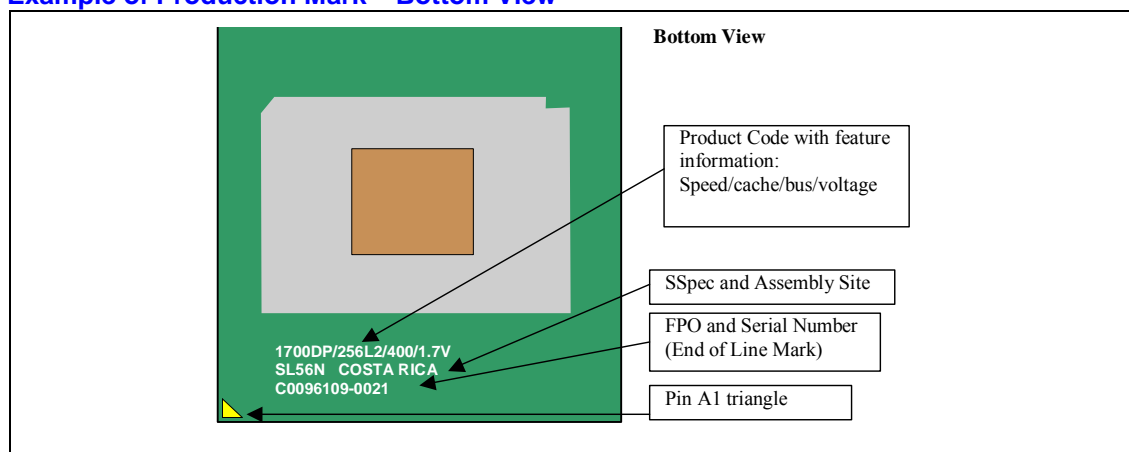 Example of Production Mark – Bottom View
Bottom View
Product Code with feature
information:
Speed/cache/bus/voltage
SSpec and Assembly Site
FPO and Serial Number
(End of Line Mark)
Pin A1 triangle
1700DP/256L2/400/1.7V
SL56N COSTA RICA
C0096109-0021